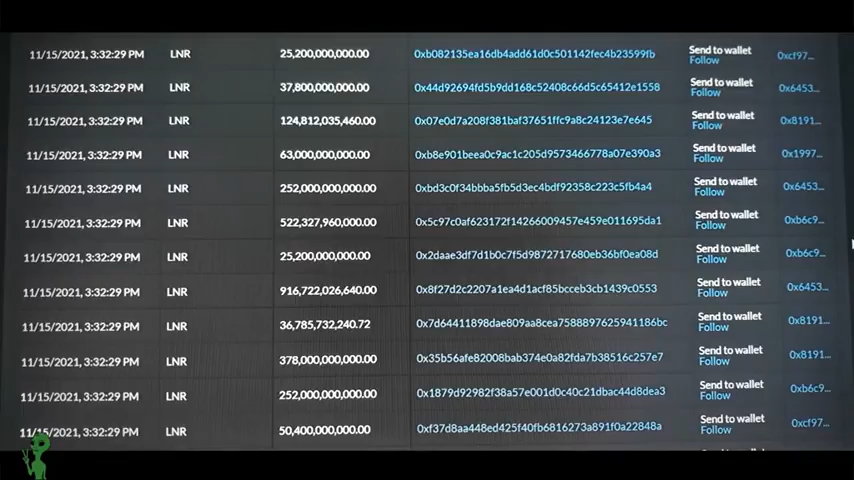 11/15/2021, 3:32:29 PM LNR 25,200,000,000.00 0xb082135ea16db4add61d0c501142fec4b23599fb Send to wallet Follow 0xcf97...
11/15/2021, 3:32:29 PM LNR 37,800,000,000.00 0x44d92694fd5b9dd168c52408c66d5c65412e1558 Send to wallet Follow 0x6453...
11/15/2021, 3:32:29 PM LNR 124,812,035,460.00 0x07e0d7a208f381baf37651ffc9a8c24123e7e645 Send to wallet Follow 0x8191...
11/15/2021, 3:32:29 PM LNR 63,000,000,000.00 0xb8e901beea0c9ac1c205d9573466778a07e390a3 Send to wallet Follow 0x1997...
11/15/2021, 3:32:29 PM LNR 252,000,000,000.00 0xbd3c0f34bbba5fb5d3ec4bdf92358c223c5fb4a4 Send to wallet Follow 0x6453...
11/15/2021, 3:32:29 PM LNR 522,327,960,000.00 0x5c97c0af623172f14266009457e459e011695da1 Send to wallet Follow 0xb6c9...
11/15/2021, 3:32:29 PM LNR 25,200,000,000.00 0x2daae3df7d1b0c7f5d9872717680eb36bf0ea08d Send to wallet Follow 0xb6c9...
11/15/2021, 3:32:29 PM LNR 916,722,026,640.00 0x8f27d2c2207a1ea4d1acf85bcceb3cb1439c0553 Send to wallet Follow 0x6453...
11/15/2021, 3:32:29 PM LNR 36,785,732,240.72 0x7d64411898dae809aa8cea7588897625941186bc Send to wallet Follow 0x8191...
11/15/2021, 3:32:29 PM LNR 378,000,000,000.00 0x35b56afe82008bab374e0a82fda7b38516c257e7 Send to wallet Follow 0x8191...
11/15/2021, 3:32:29 PM LNR 252,000,000,000.00 0x1879d92982f38a57e001d0c40c21dbac44d8dea3 Send to wallet Follow 0xb6c9...
11/15/2021, 3:32:29 PM LNR 50,400,000,000.00 0xf37d8aa448ed425f40fb6816273a891f0a22848a Send to wallet Follow 0xcf97...